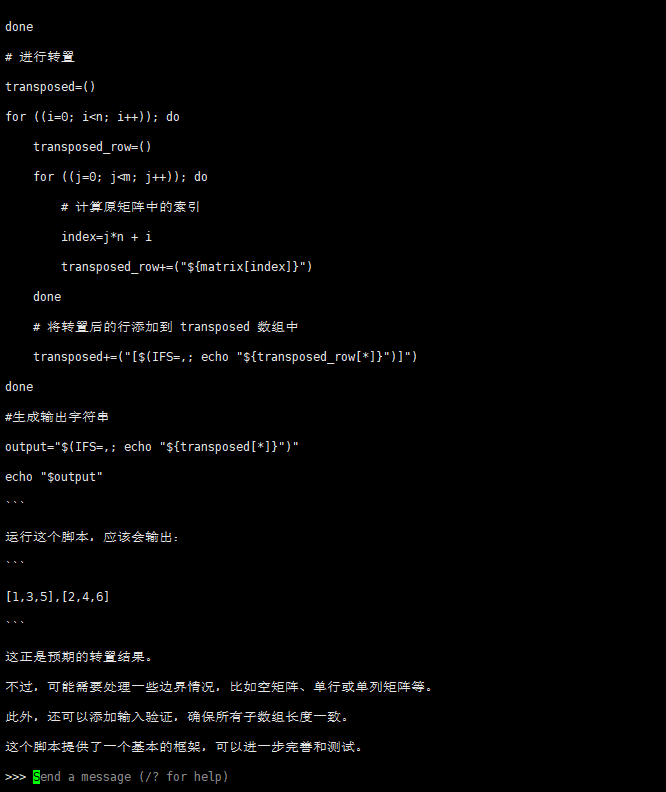 done
# 进行转置
transposed=()
for ((i=0; i<n; i++)); do
    transposed_row=()
    for ((j=0; j<m; j++)); do
        # 计算原矩阵中的索引
        index=j*n + i
        transposed_row+=("${matrix[index]}")
    done
    # 将转置后的行添加到 transposed 数组中
    transposed+=("[$(IFS=,; echo "${transposed_row[*]}")]")
done
#生成输出字符串
output="$(IFS=,; echo "${transposed[*]}")"
echo "$output"
```
运行这个脚本，应该会输出：
```
[1,3,5],[2,4,6]
```
这正是预期的转置结果。
不过，可能需要处理一些边界情况，比如空矩阵、单行或单列矩阵等。
此外，还可以添加输入验证，确保所有子数组长度一致。
这个脚本提供了一个基本的框架，可以进一步完善和测试。
>>> Send a message (/? for help)